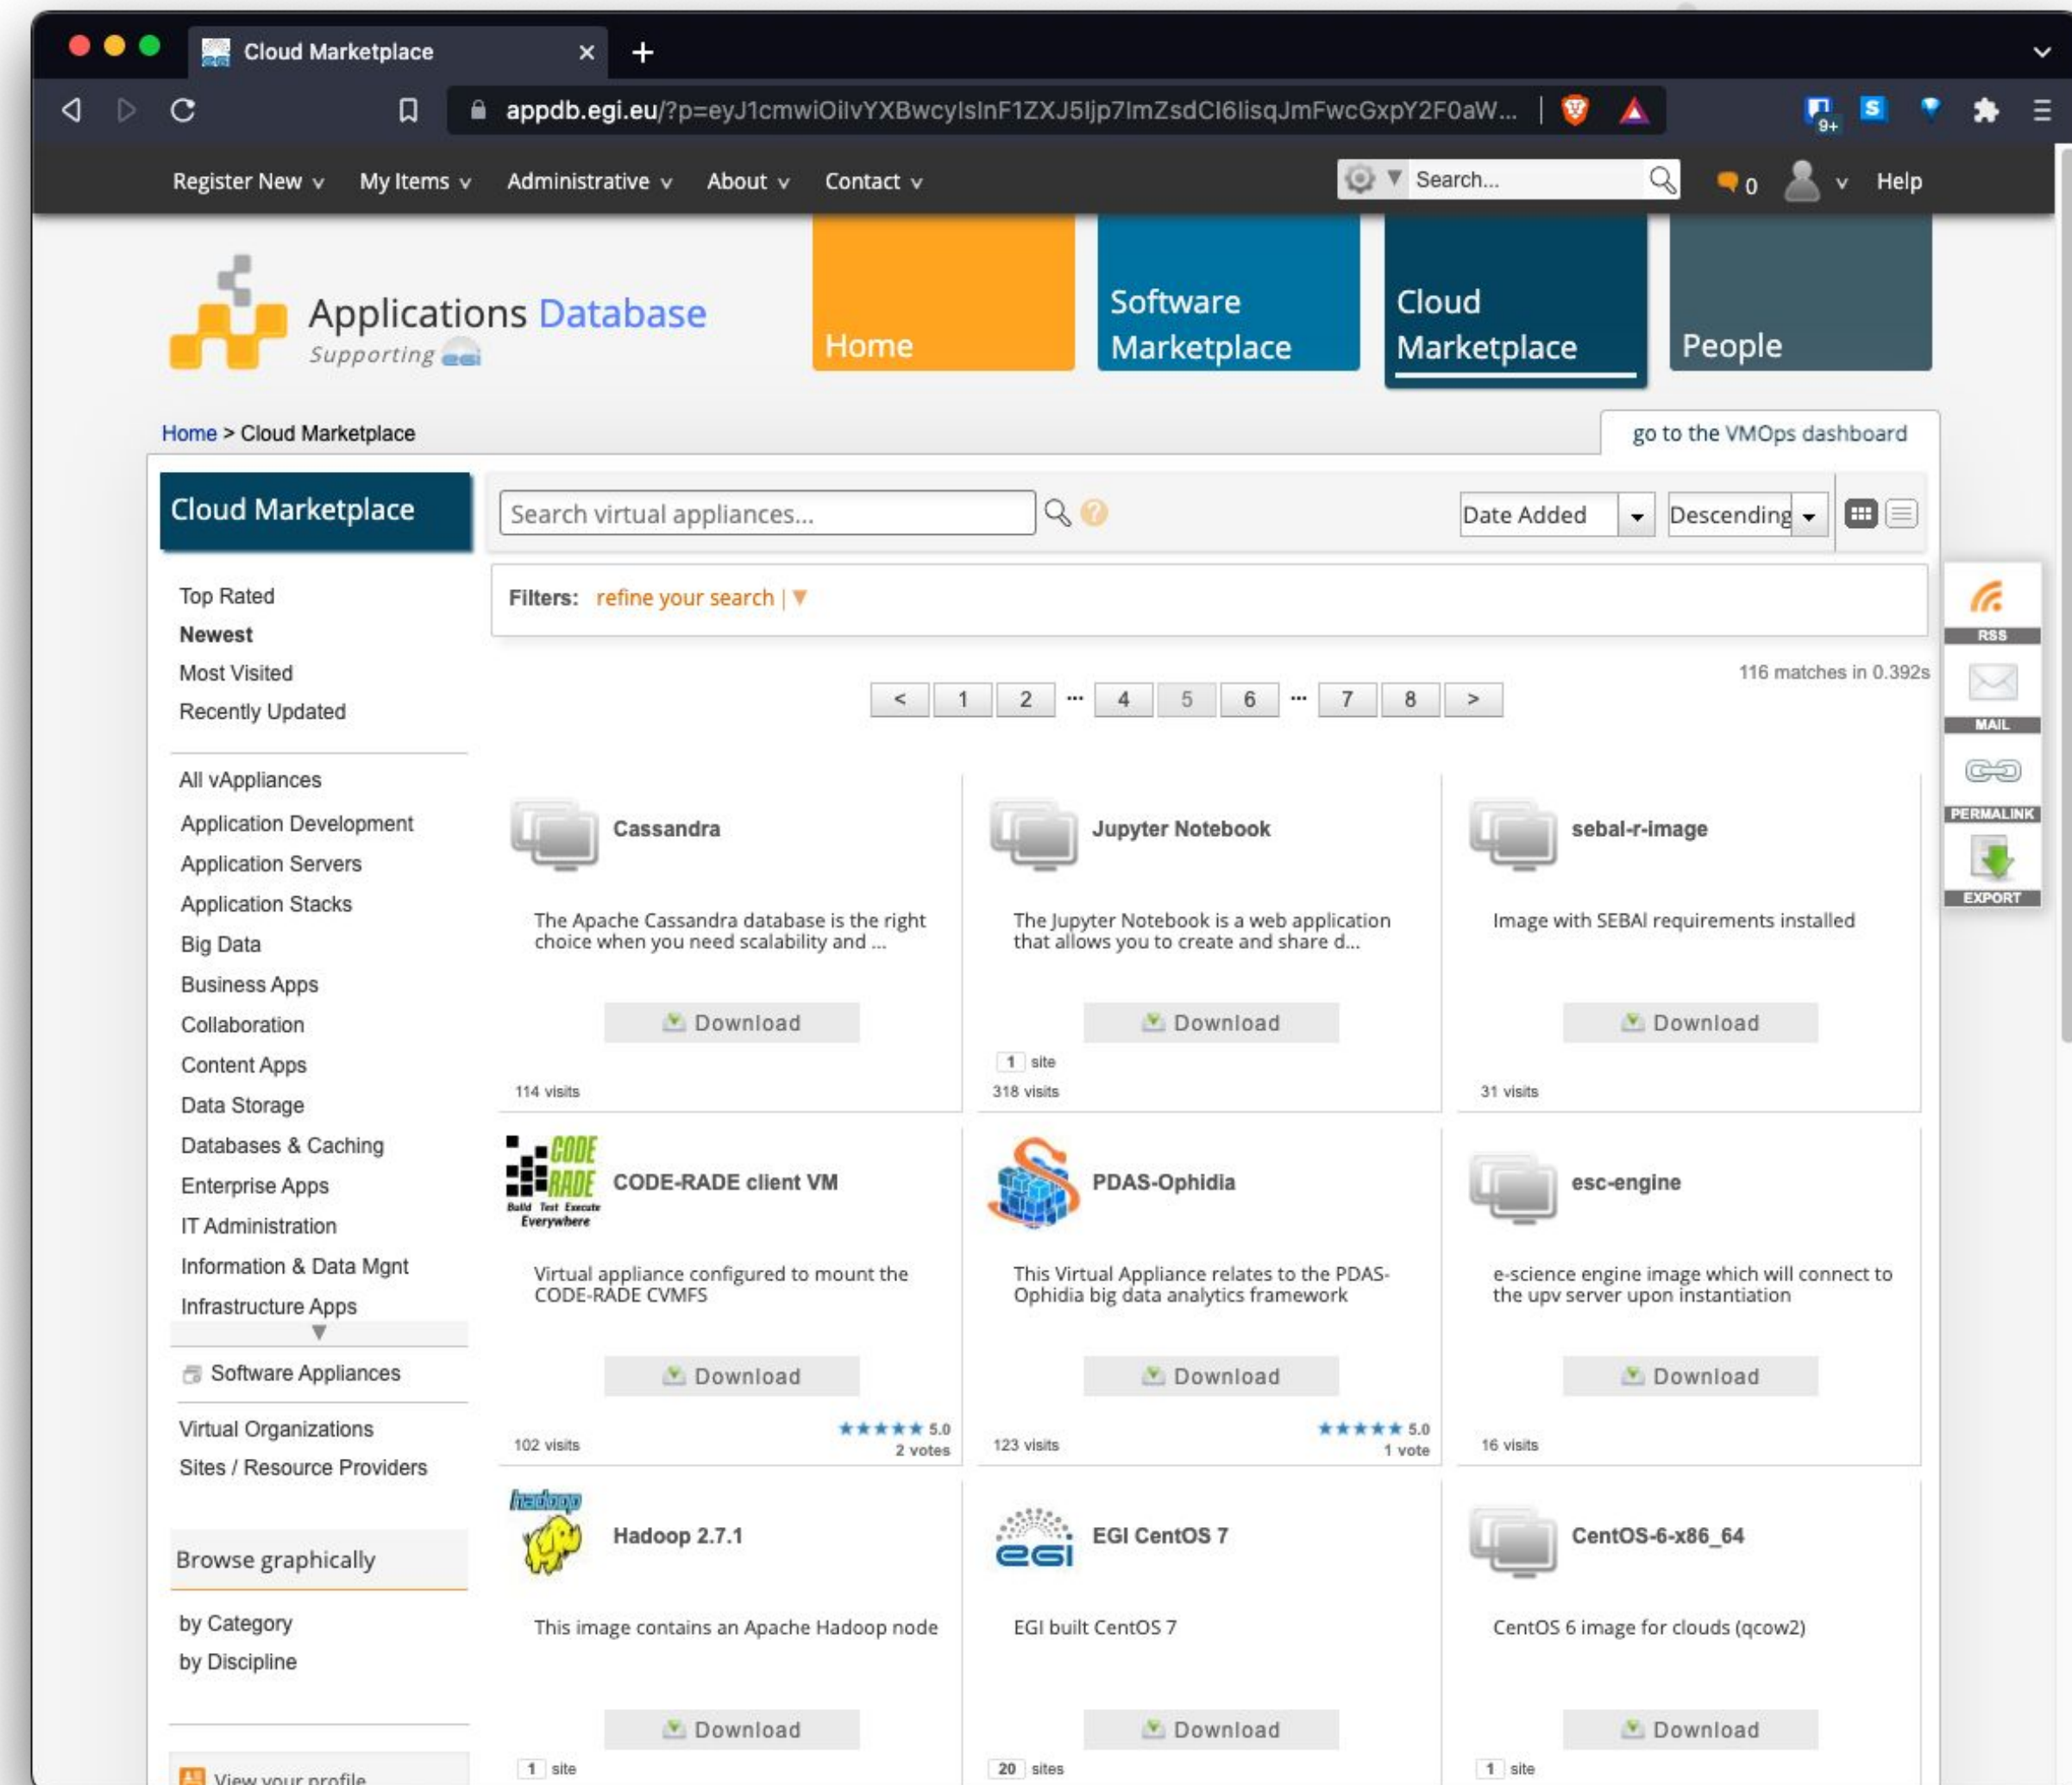 Cloud Marketplace
appdb.egi.eu/?p=eyJ1cmwiOiIvYXBwcyIsInF1ZXJ5Ijp7ImZsdCI6IisqJmFwcGxpY2F0aW...
S
9+
Register New My Items Administrative About Contact
Search...
0
Help
Applications Database
Supporting egi
Home
Software
Marketplace
Cloud
Marketplace
People
Home > Cloud Marketplace
go to the VMOps dashboard
Cloud Marketplace
Search virtual appliances...
?
Date Added
Descending
Top Rated
Newest
Most Visited
Recently Updated
All vAppliances
Application Development
Application Servers
Application Stacks
Big Data
Business Apps
Collaboration
Content Apps
Data Storage
Databases & Caching
Enterprise Apps
IT Administration
Information & Data Mgnt
Infrastructure Apps
Software Appliances
Virtual Organizations
Sites / Resource Providers
Browse graphically
by Category
by Discipline
View your profile
Filters: refine your search |
116 matches in 0.392s
< 1 2 ... 4 5 6 ... 7 8 >
Cassandra
The Apache Cassandra database is the right
choice when you need scalability and ...
Download
114 visits
Jupyter Notebook
The Jupyter Notebook is a web application
that allows you to create and share d...
Download
1 site
318 visits
sebal-r-image
Image with SEBAl requirements installed
Download
31 visits
CODE
RADE
Build Test Execute
Everywhere
CODE-RADE client VM
Virtual appliance configured to mount the
CODE-RADE CVMFS
Download
102 visits
5.0
2 votes
PDAS-Ophidia
This Virtual Appliance relates to the PDAS-
Ophidia big data analytics framework
Download
123 visits
5.0
1 vote
esc-engine
e-science engine image which will connect to
the upv server upon instantiation
Download
16 visits
hadoop
Hadoop 2.7.1
This image contains an Apache Hadoop node
Download
1 site
egi
EGI CentOS 7
EGI built CentOS 7
Download
20 sites
CentOS-6-x86_64
CentOS 6 image for clouds (qcow2)
Download
1 site
RSS
MAIL
PERMALINK
EXPORT